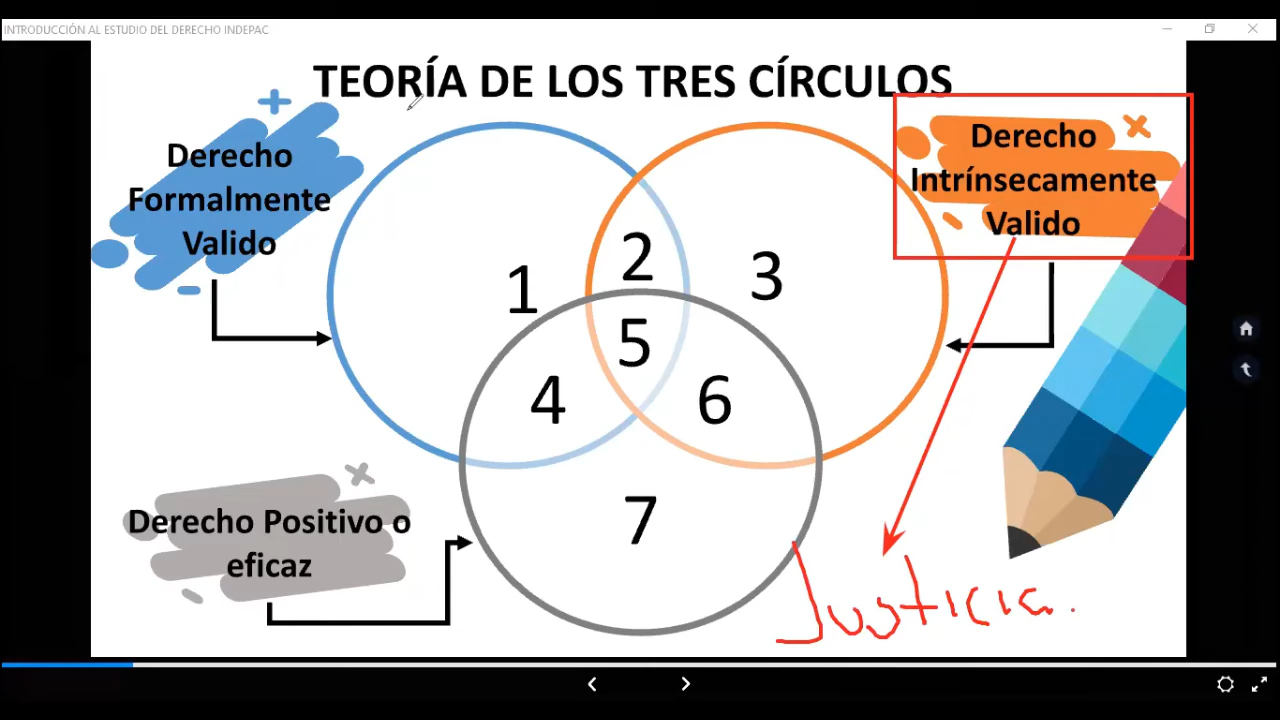 INTRODUCCIÓN AL ESTUDIO DEL DERECHO INDEPAC
TEORÍA DE LOS TRES CÍRCULOS
Derecho
Formalmente
Valido
Derecho
Intrínsecamente
Valido
1
2
3
5
4
6
7
Derecho Positivo o
eficaz
Justicia.